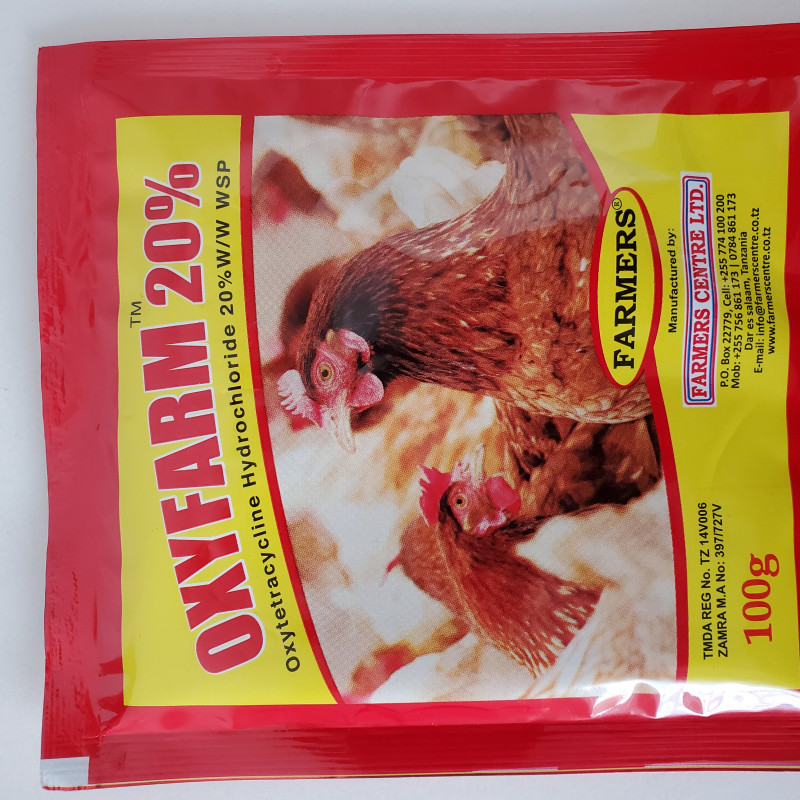 OXYFARM™ 20%
Oxytetracycline Hydrochloride 20%W/W WSP
FARMERS®
Manufactured by:
FARMERS CENTRE LTD.
P.O. Box 22779, Cell: +255 774 100 200
Mob: +255 756 861 173 | 0784 861 173
Dar es salaam, Tanzania
E-mail: info@farmerscentre.co.tz
www.farmerscentre.co.tz
TMDA REG No. TZ 14V006
ZAMRA M.A No: 397/727V
100g